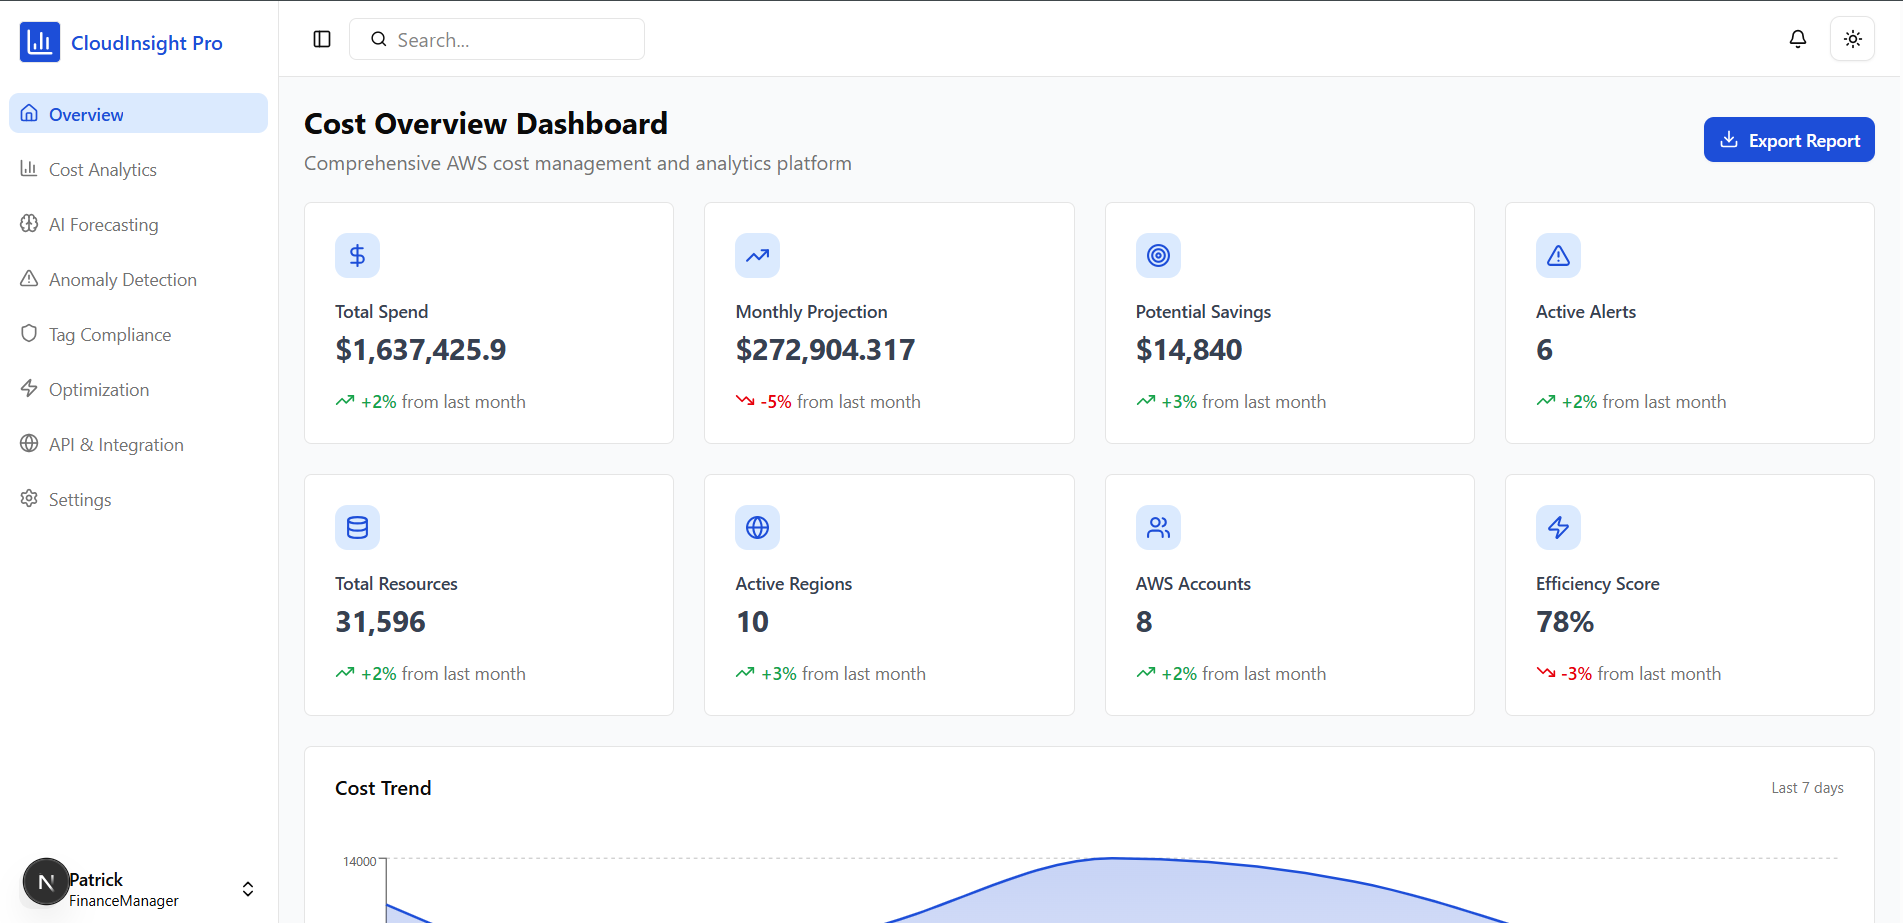 CloudInsight Pro
Search...
Overview
Cost Analytics
AI Forecasting
Anomaly Detection
Tag Compliance
Optimization
API & Integration
Settings
N
Patrick
FinanceManager
Cost Overview Dashboard
Comprehensive AWS cost management and analytics platform
Export Report
Total Spend
$1,637,425.9
+2% from last month
Monthly Projection
$272,904.317
-5% from last month
Potential Savings
$14,840
+3% from last month
Active Alerts
6
+2% from last month
Total Resources
31,596
+2% from last month
Active Regions
10
+3% from last month
AWS Accounts
8
+2% from last month
Efficiency Score
78%
-3% from last month
Cost Trend
Last 7 days
14000